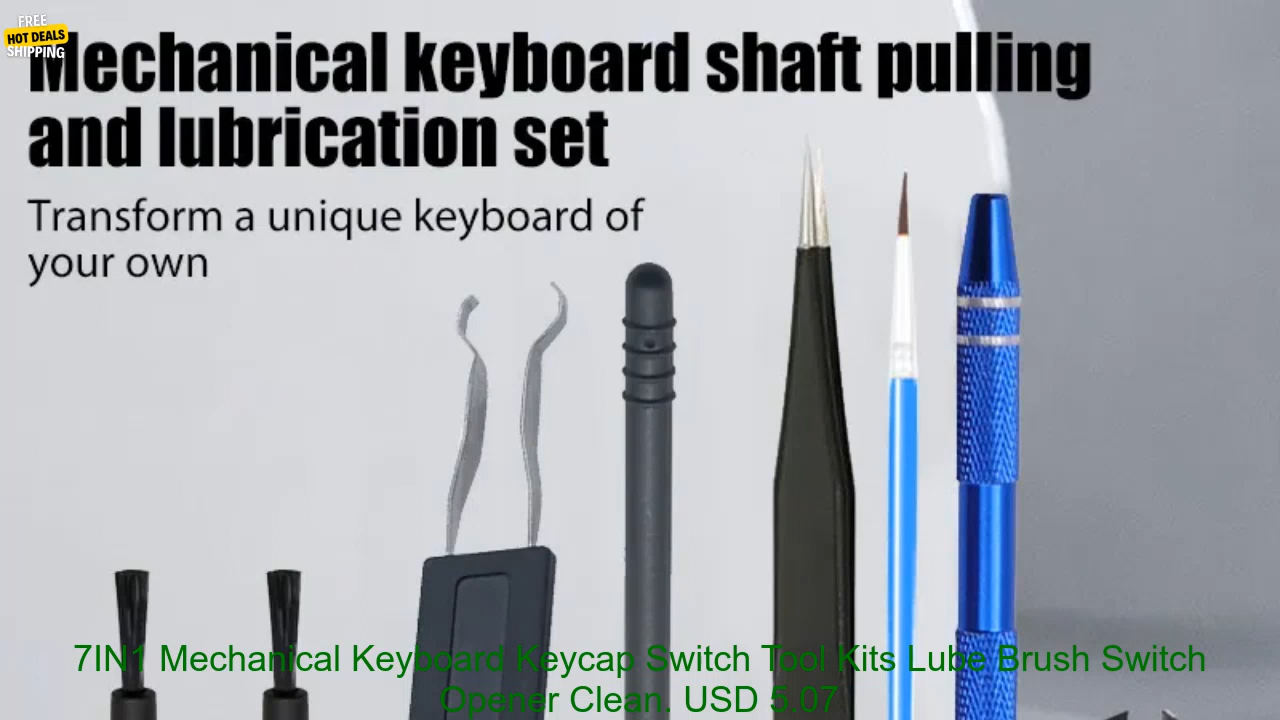 FREE
HOT DEALS
SHIPPING
Mechanical keyboard shaft pulling
and lubrication set
Transform a unique keyboard of
your own
7IN1 Mechanical Keyboard Keycap Switch Tool Kits Lube Brush Switch
Opener Clean. USD 5.07